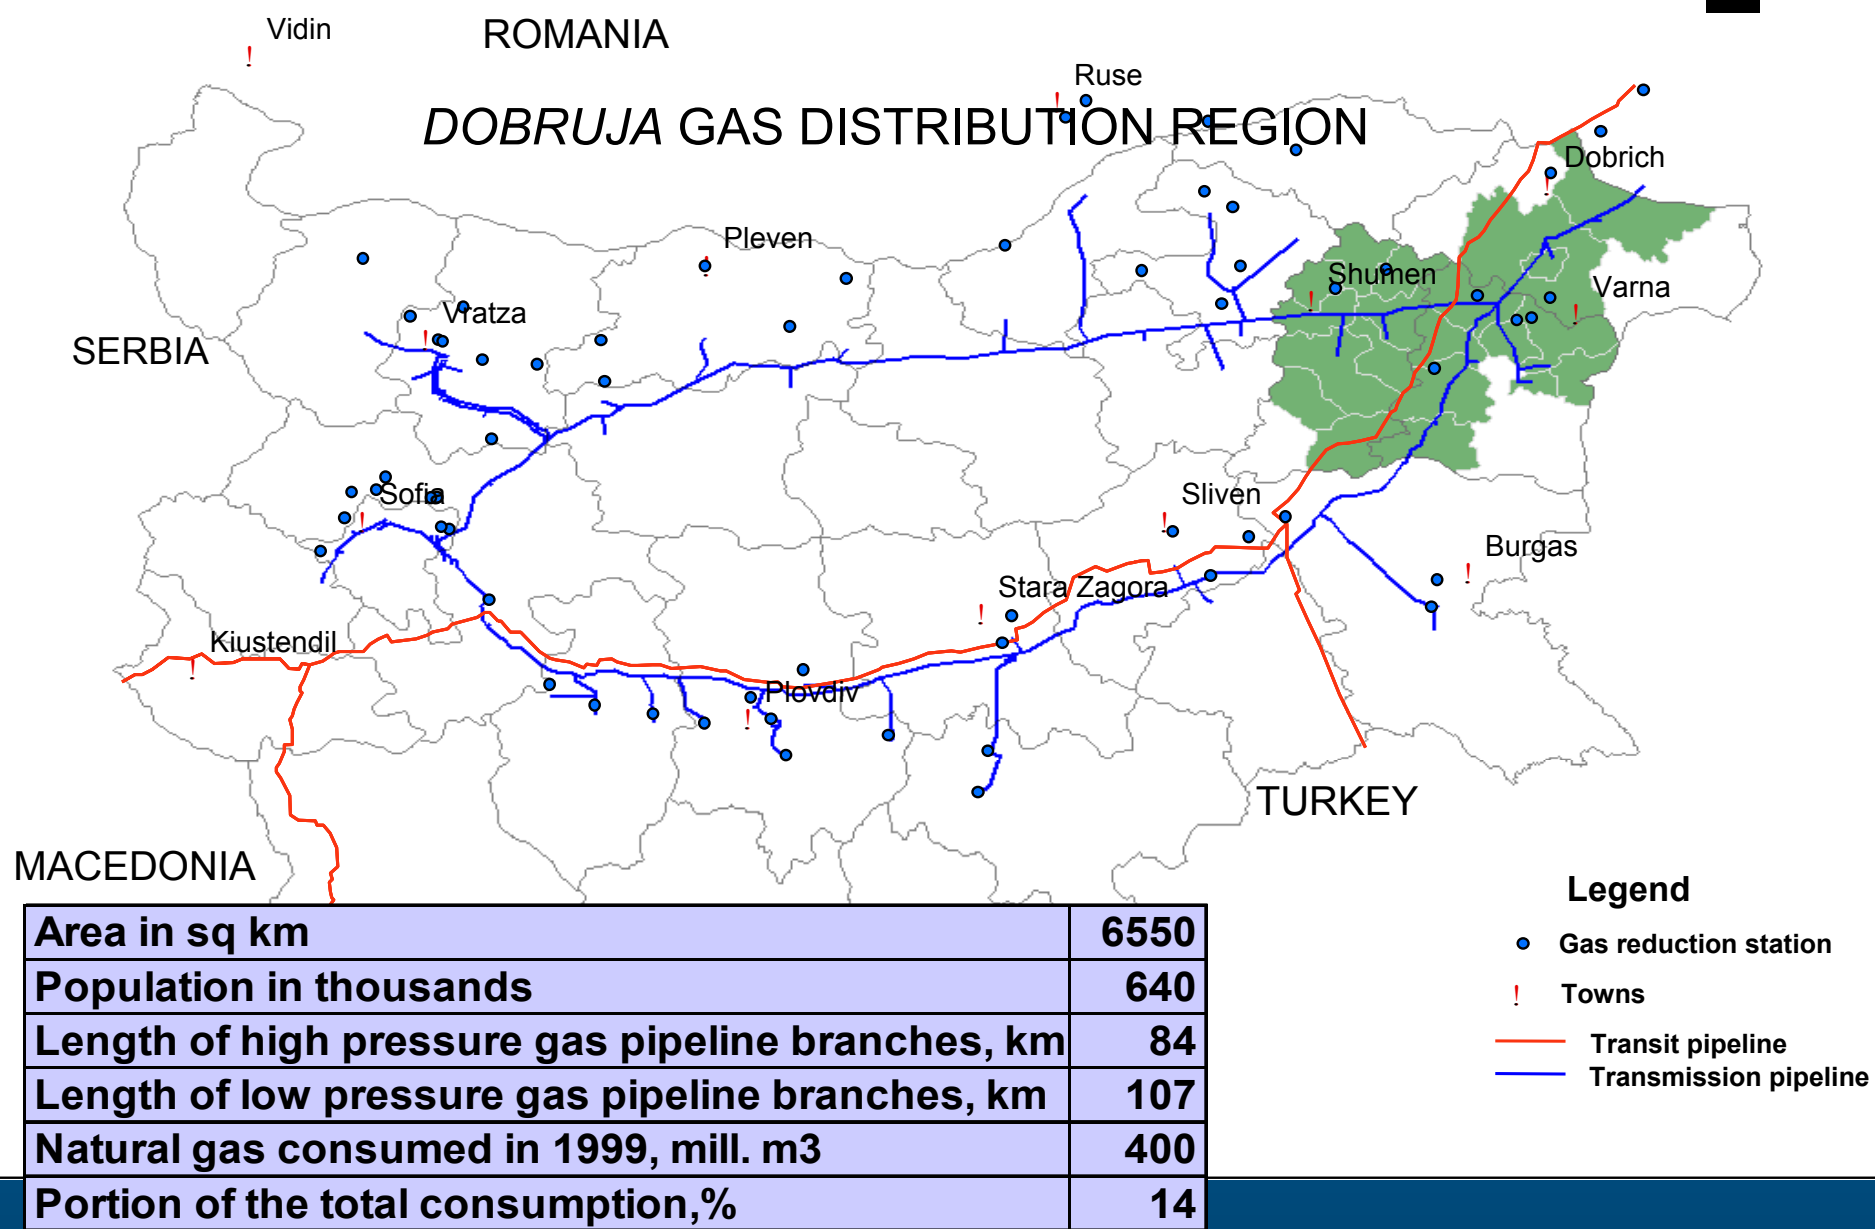 Vidin
ROMANIA
Ruse
DOBRUJA GAS DISTRIBUTION REGION
Dobrich
Pleven
Shumen
Varna
Vratza
SERBIA
Sofia
Sliven
Burgas
Stara Zagora
Kiustendil
Plovdiv
TURKEY
MACEDONIA
Legend
Gas reduction station
! Towns
Transit pipeline
Transmission pipeline
Area in sq km 6550
Population in thousands 640
Length of high pressure gas pipeline branches, km 84
Length of low pressure gas pipeline branches, km 107
Natural gas consumed in 1999, mill. m3 400
Portion of the total consumption,% 14